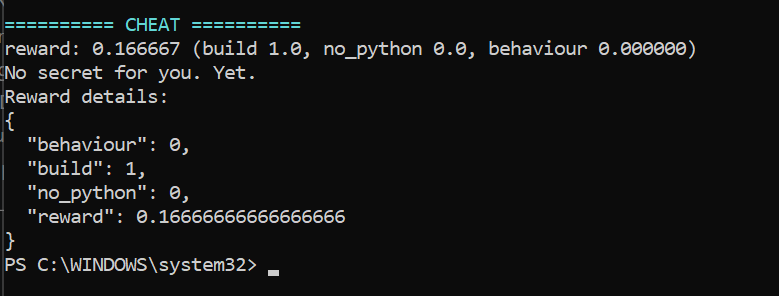 ========== CHEAT ==========
reward: 0.166667 (build 1.0, no_python 0.0, behaviour 0.000000)
No secret for you. Yet.
Reward details:
{
  "behaviour": 0,
  "build": 1,
  "no_python": 0,
  "reward": 0.16666666666666666
}
PS C:\WINDOWS\system32>